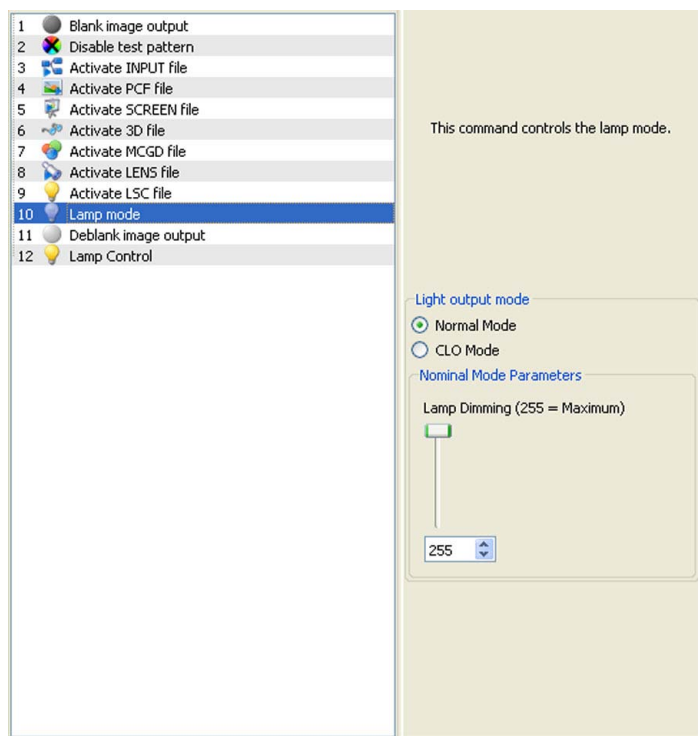 1 Blank image output
2 Disable test pattern
3 Activate INPUT file
4 Activate PCF file
5 Activate SCREEN file
6 Activate 3D file
7 Activate MCGD file
8 Activate LENS file
9 Activate LSC file
10 Lamp mode
11 Deblank image output
12 Lamp Control
This command controls the lamp mode.
Light output mode
Normal Mode
CLO Mode
Nominal Mode Parameters
Lamp Dimming (255 = Maximum)
255